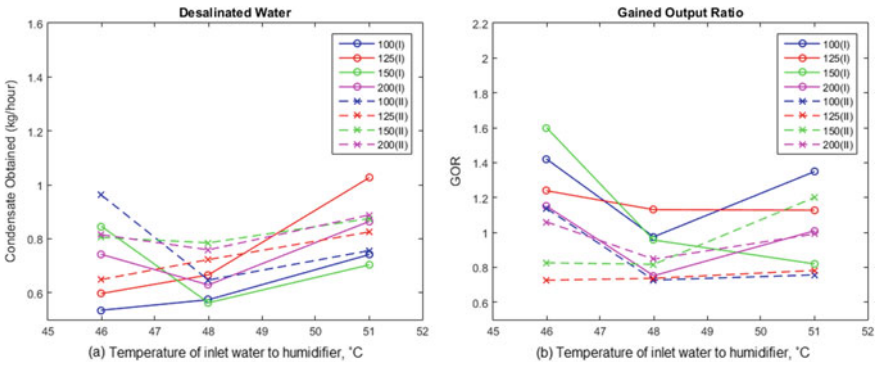 Desalinated Water
Condensate Obtained (kg/hour)
1.6
1.4
1.2
1
0.8
0.6
45
46
47
48
49
50
51
52
100(I)
125(I)
150(I)
200(I)
100(II)
125(II)
150(II)
200(II)
(a) Temperature of inlet water to humidifier, °C
Gained Output Ratio
GOR
2.2
2
1.8
1.6
1.4
1.2
1
0.8
0.6
45
46
47
48
49
50
51
52
100(I)
125(I)
150(I)
200(I)
100(II)
125(II)
150(II)
200(II)
(b) Temperature of inlet water to humidifier, °C